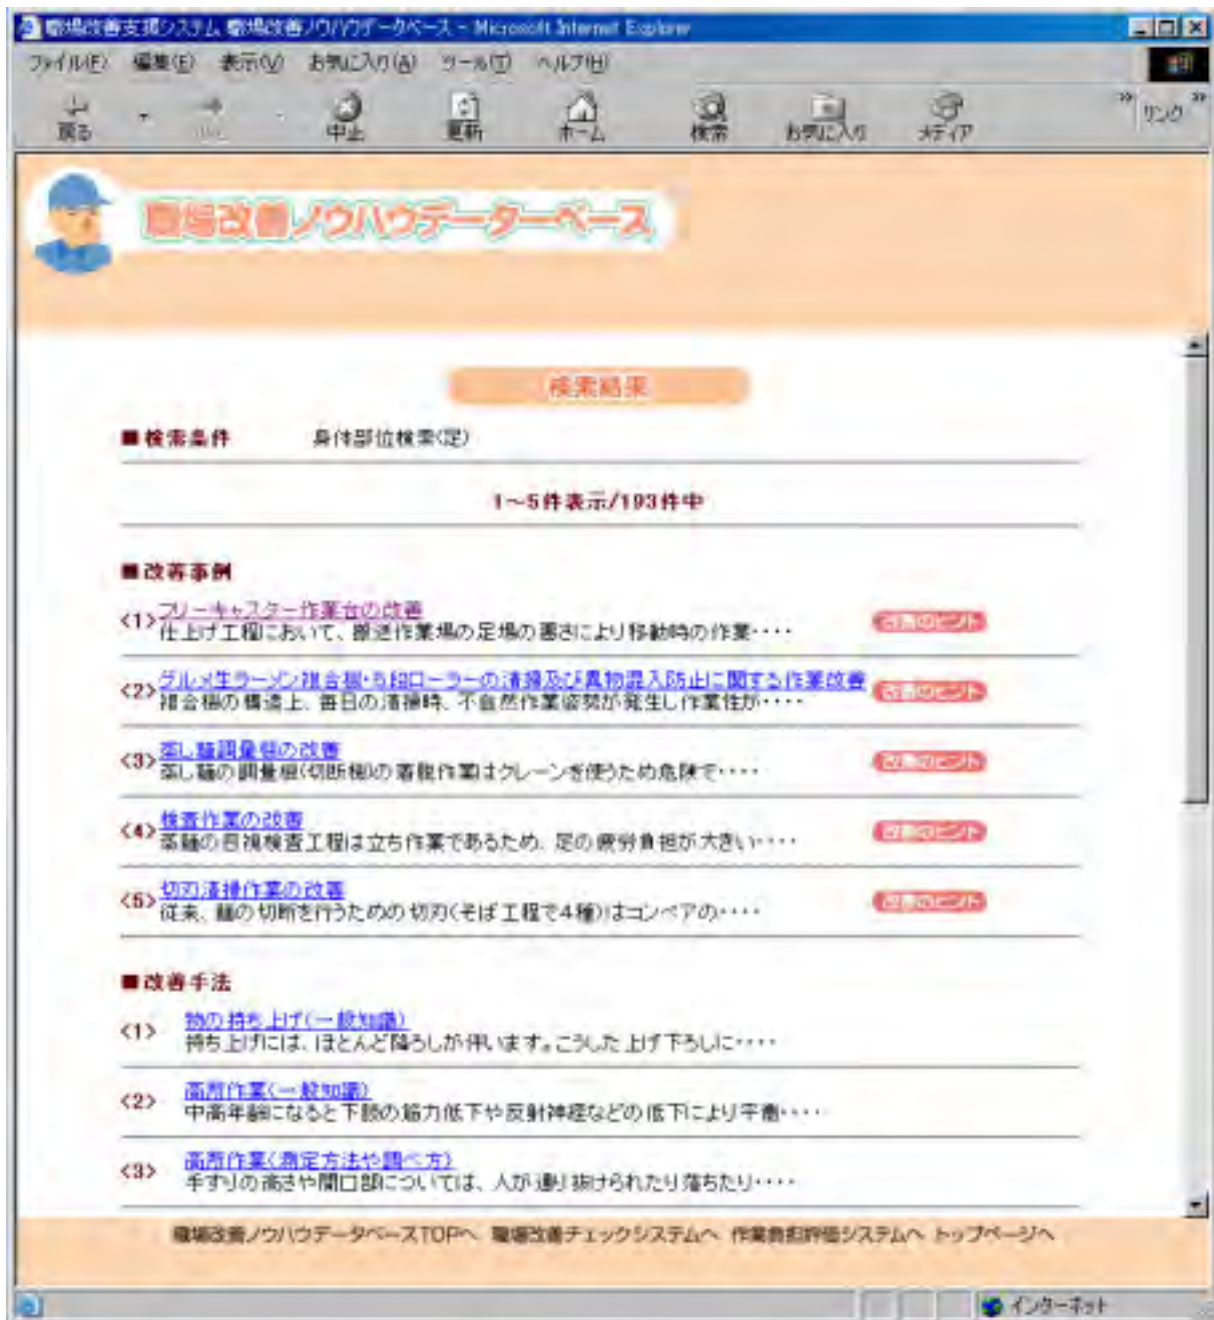 職場改善支援システム 職場改善ノウハウデータベース - Microsoft Internet Explorer
ファイル(F) 編集(E) 表示(V) お気に入り(A) ツール(T) ヘルプ(H)
戻る 中止 更新 ホーム 検索 お気に入り メディア » リンク »
職場改善ノウハウデーターベース
検索結果
■検索条件 身体部位検索(足)
1～5件表示/193件中
■改善事例
<1> フリーキャスター作業台の改善
仕上げ工程において、搬送作業場の足場の悪さにより移動時の作業････
改善のヒント
<2> グルメ生ラーメン複合機・5段ローラーの清掃及び異物混入防止に関する作業改善
複合機の構造上、毎日の清掃時、不自然作業姿勢が発生し作業性が････
改善のヒント
<3> 蒸し麺調量機の改善
蒸し麺の調量機(切断機)の着脱作業はクレーンを使うため危険で････
改善のヒント
<4> 検査作業の改善
蒸麺の目視検査工程は立ち作業であるため、足の疲労負担が大きい････
改善のヒント
<5> 切刃清掃作業の改善
従来、麺の切断を行うための切刃(そば工程で4種)はコンベアの････
改善のヒント
■改善手法
<1> 物の持ち上げ(一般知識)
持ち上げには、ほとんど降ろしが伴います。こうした上げ下ろしに････
<2> 高所作業(一般知識)
中高年齢になると下肢の筋力低下や反射神経などの低下により平衡････
<3> 高所作業(測定方法や調べ方)
手すりの高さや開口部については、人が通り抜けられたり落ちたり････
職場改善ノウハウデータベースTOPへ 職場改善チェックシステムへ 作業負担評価システムへ トップページへ
インターネット